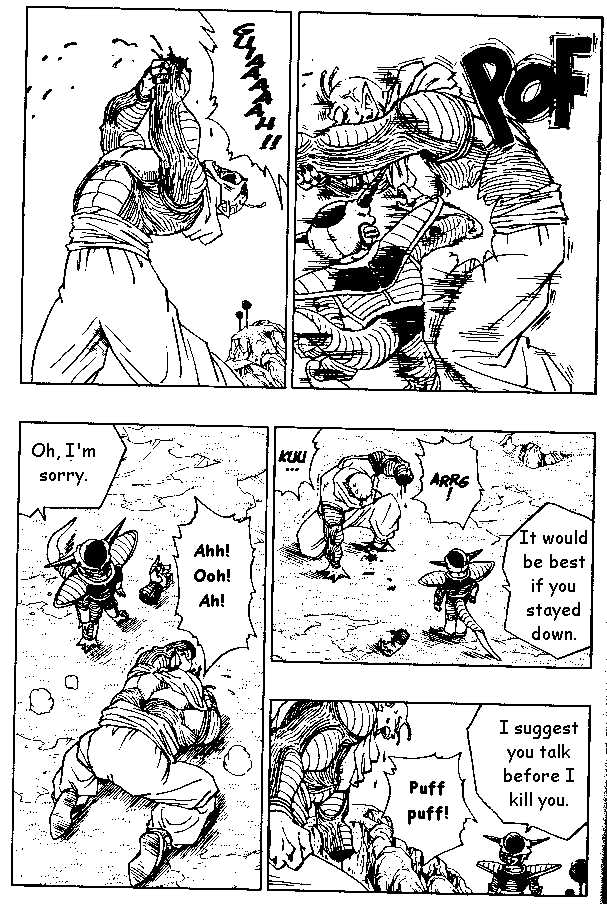 GUIAAAAH!!
POF
Oh, I'm
sorry.
Ahh!
Ooh!
Ah!
KUU
...
ARRG
!
It would
be best
if you
stayed
down.
I suggest
you talk
before I
kill you.
Puff
puff!